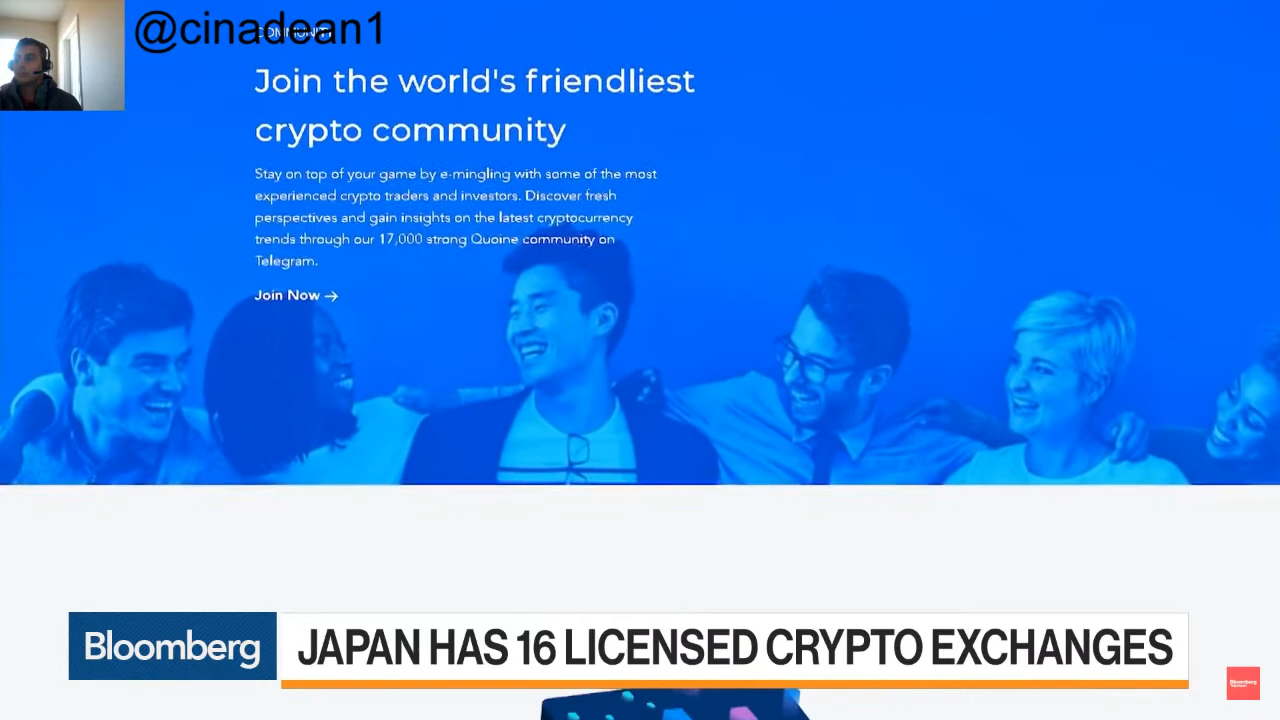 @cinadean1
COMMUNITY
Join the world's friendliest
crypto community
Stay on top of your game by e-mingling with some of the most
experienced crypto traders and investors. Discover fresh
perspectives and gain insights on the latest cryptocurrency
trends through our 17,000 strong Quoine community on
Telegram.
Join Now →
Bloomberg
JAPAN HAS 16 LICENSED CRYPTO EXCHANGES
Bloomberg